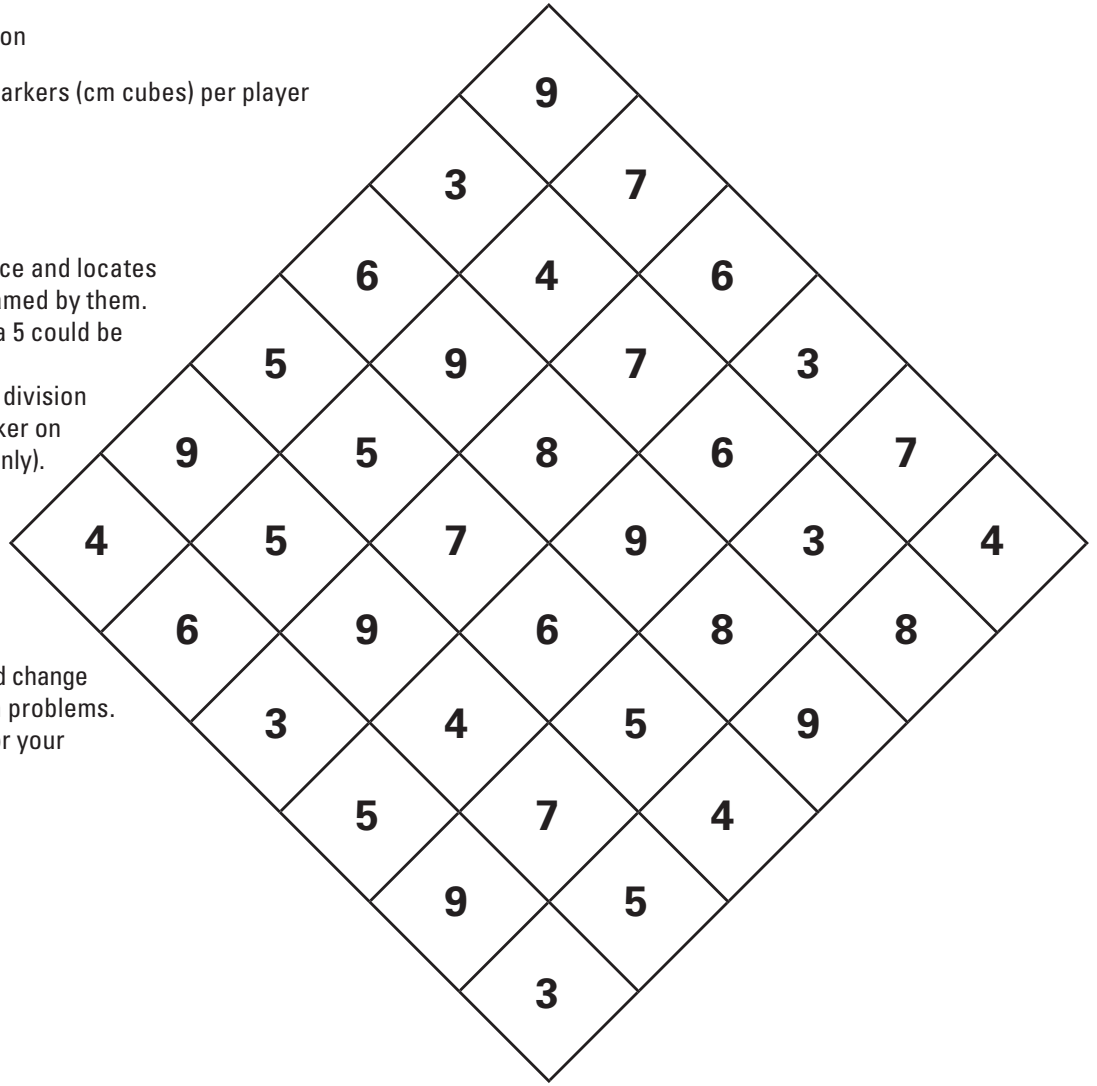 on
arkers (cm cubes) per player
ce and locates
amed by them.
a 5 could be
division
ker on
nly).
d change
problems.
or your
9
3 7
6 4 6
5 9 7 3
9 5 8 6 7
4 5 7 9 3 4
6 9 6 8 8
3 4 5 9
5 7 4
9 5
3